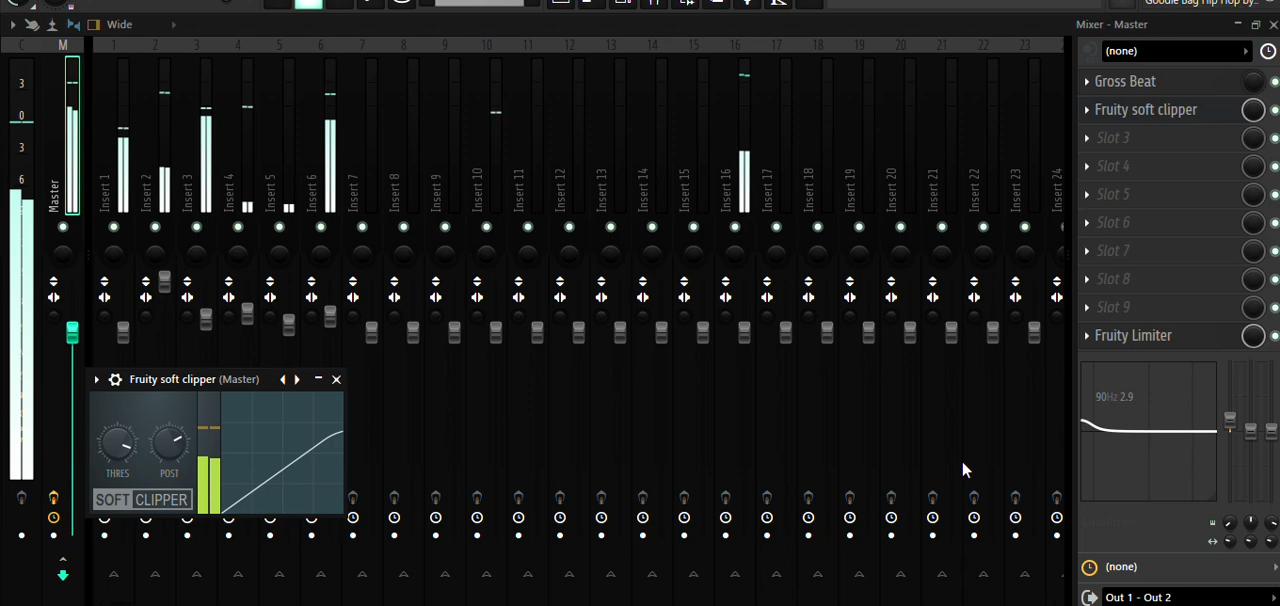 Goodie Bag Hip Hop by..
Wide
Mixer - Master
C M 1 2 3 4 5 6 7 8 9 10 11 12 13 14 15 16 17 18 19 20 21 22 23
(none)
3
0
3
6
Master
Insert 1
Insert 2
Insert 3
Insert 4
Insert 5
Insert 6
Insert 7
Insert 8
Insert 9
Insert 10
Insert 11
Insert 12
Insert 13
Insert 14
Insert 15
Insert 16
Insert 17
Insert 18
Insert 19
Insert 20
Insert 21
Insert 22
Insert 23
Insert 24
Gross Beat
Fruity soft clipper
Slot 3
Slot 4
Slot 5
Slot 6
Slot 7
Slot 8
Slot 9
Fruity Limiter
Fruity soft clipper (Master)
THRES POST
SOFT CLIPPER
90Hz 2.9
(none)
Out 1 - Out 2